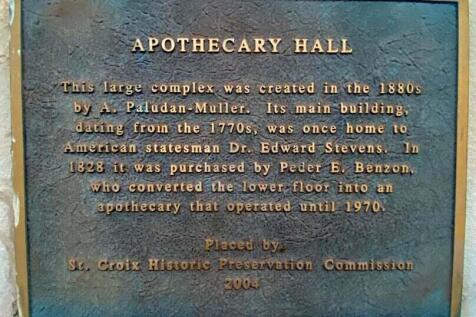 APOTHECARY HALL
This large complex was created in the 1880s
by A. Paludan-Muller. Its main building,
dating from the 1770s, was once home to
American statesman Dr. Edward Stevens. In
1828 it was purchased by Peder E. Benzon,
who converted the lower floor into an
apothecary that operated until 1970.
Placed by
St. Croix Historic Preservation Commission
2004